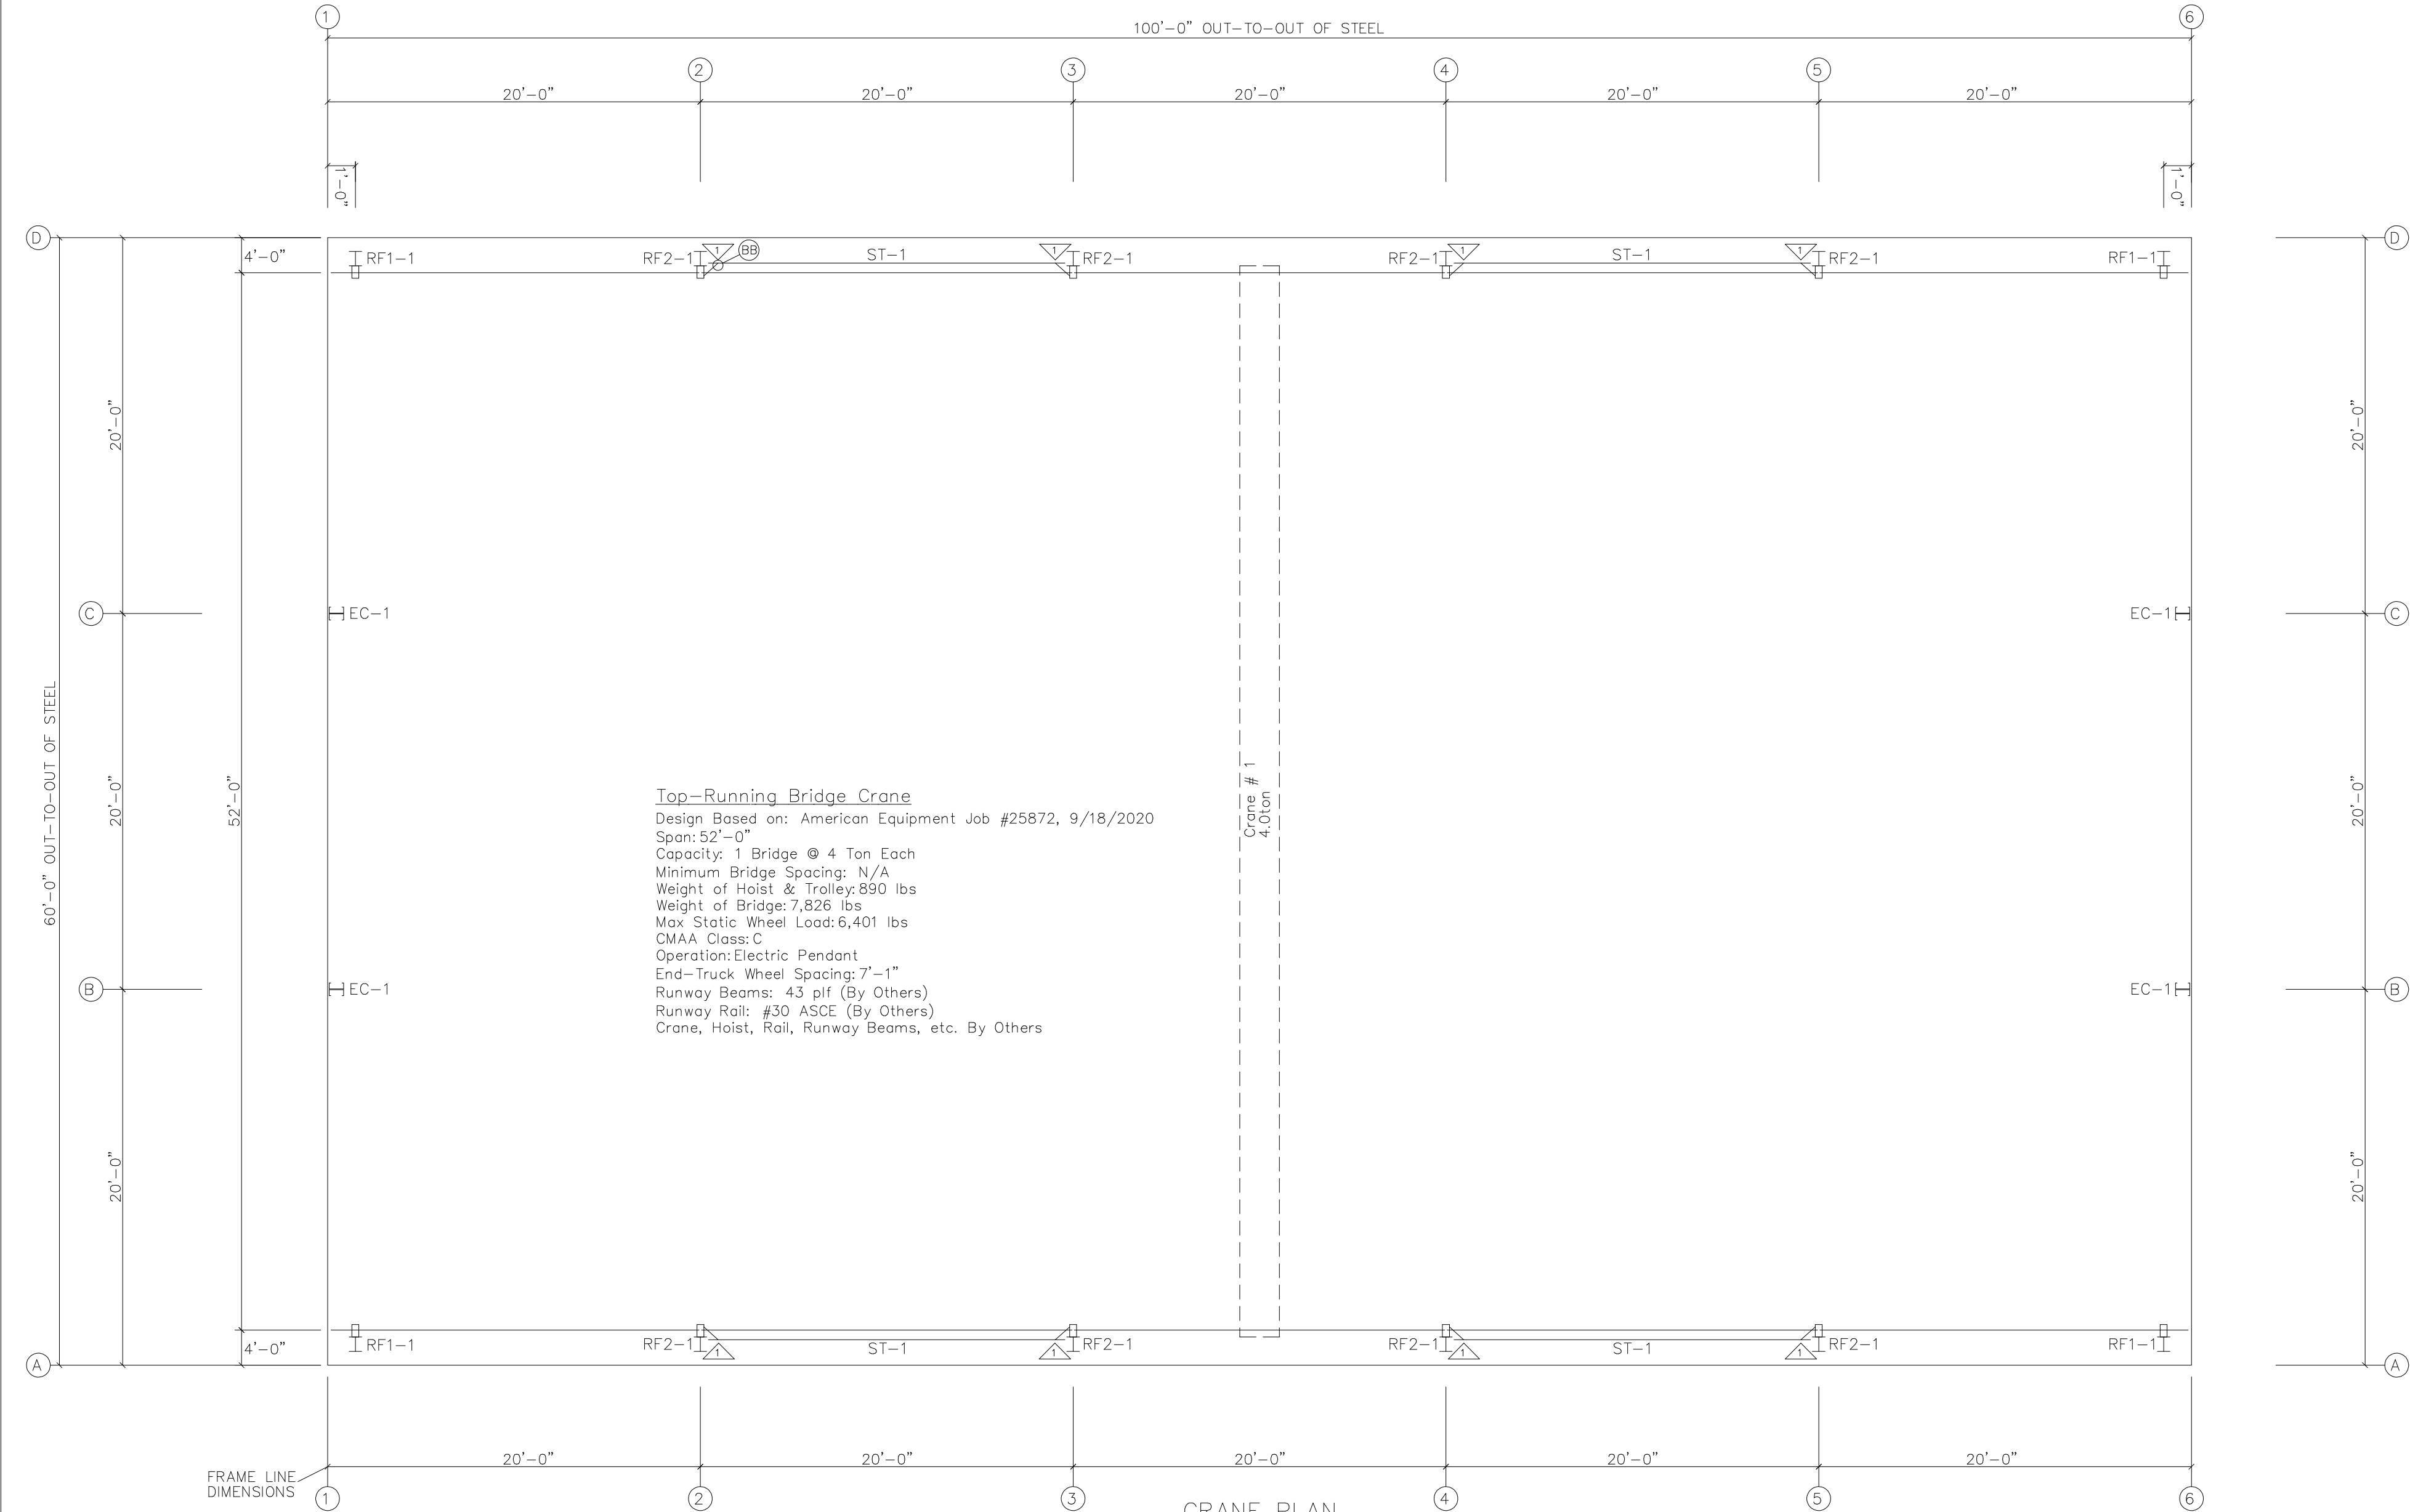 1
6
100'-0" OUT-TO-OUT OF STEEL
2
3
4
5
20'-0"
20'-0"
20'-0"
20'-0"
20'-0"
1'-0"
1'-0"
D
D
4'-0"
RF1-1
RF2-1
1
BB
ST-1
1
RF2-1
RF2-1
1
ST-1
1
RF2-1
RF1-1
20'-0"
20'-0"
C
EC-1
EC-1
C
60'-0" OUT-TO-OUT OF STEEL
20'-0"
52'-0"
20'-0"
Crane # 1
4.0ton
Top-Running Bridge Crane
Design Based on: American Equipment Job #25872, 9/18/2020
Span: 52'-0"
Capacity: 1 Bridge @ 4 Ton Each
Minimum Bridge Spacing: N/A
Weight of Hoist & Trolley: 890 lbs
Weight of Bridge: 7,826 lbs
Max Static Wheel Load: 6,401 lbs
CMAA Class: C
Operation: Electric Pendant
End-Truck Wheel Spacing: 7'-1"
Runway Beams: 43 plf (By Others)
Runway Rail: #30 ASCE (By Others)
Crane, Hoist, Rail, Runway Beams, etc. By Others
B
EC-1
EC-1
B
20'-0"
20'-0"
4'-0"
RF1-1
RF2-1
1
ST-1
1
RF2-1
RF2-1
1
ST-1
1
RF2-1
RF1-1
A
A
20'-0"
20'-0"
20'-0"
20'-0"
20'-0"
FRAME LINE
DIMENSIONS
1
2
3
4
5
6
CRANE PLAN